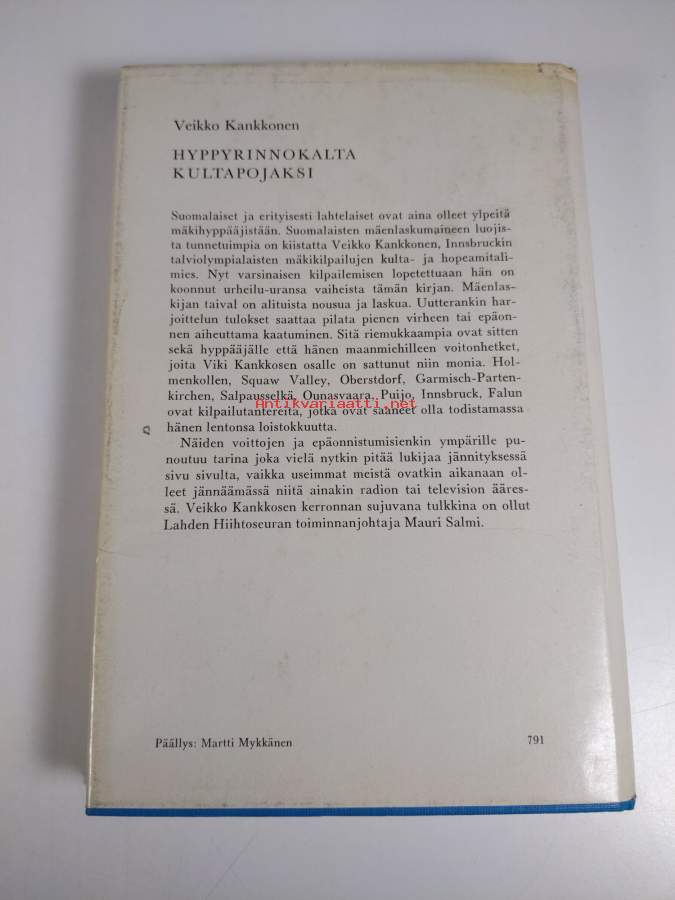 Veikko Kankkonen
HYPPYRINNOKALTA
KULTAPOJAKSI
Suomalaiset ja erityisesti lahtelaiset ovat aina olleet ylpeitä
mäkihyppääjistään. Suomalaisten mäenlaskumaineen luojis-
ta tunnetuimpia on kiistatta Veikko Kankkonen, Innsbruckin
talviolympialaisten mäkikilpailujen kulta- ja hopeamitali-
mies. Nyt varsinaisen kilpailemisen lopetettuaan hän on
koonnut urheilu-uransa vaiheista tämän kirjan. Mäenlas-
kijan taival on alituista nousua ja laskua. Uutterankin har-
joittelun tulokset saattaa pilata pienen virheen tai epäon-
nen aiheuttama kaatuminen. Sitä riemukkaampia ovat sitten
sekä hyppääjälle että hänen maanmiehilleen voitonhetket,
joita Viki Kankkosen osalle on sattunut niin monia. Hol-
menkollen, Squaw Valley, Oberstdorf, Garmisch-Parten-
kirchen, Salpausselkä, Ounasvaara, Puijo, Innsbruck, Falun
Antikvariaatti.net
ovat kilpailutantereita, jotka ovat saaneet olla todistamassa
hänen lentonsa loistokkuutta.
Näiden voittojen ja epäonnistumisienkin ympärille pu-
noutuu tarina joka vielä nytkin pitää lukijaa jännityksessä
sivu sivulta, vaikka useimmat meistä ovatkin aikanaan ol-
leet jännäämässä niitä ainakin radion tai television ääres-
sä. Veikko Kankkosen kerronnan sujuvana tulkkina on ollut
Lahden Hiihtoseuran toiminnanjohtaja Mauri Salmi.
Päällys: Martti Mykkänen
791